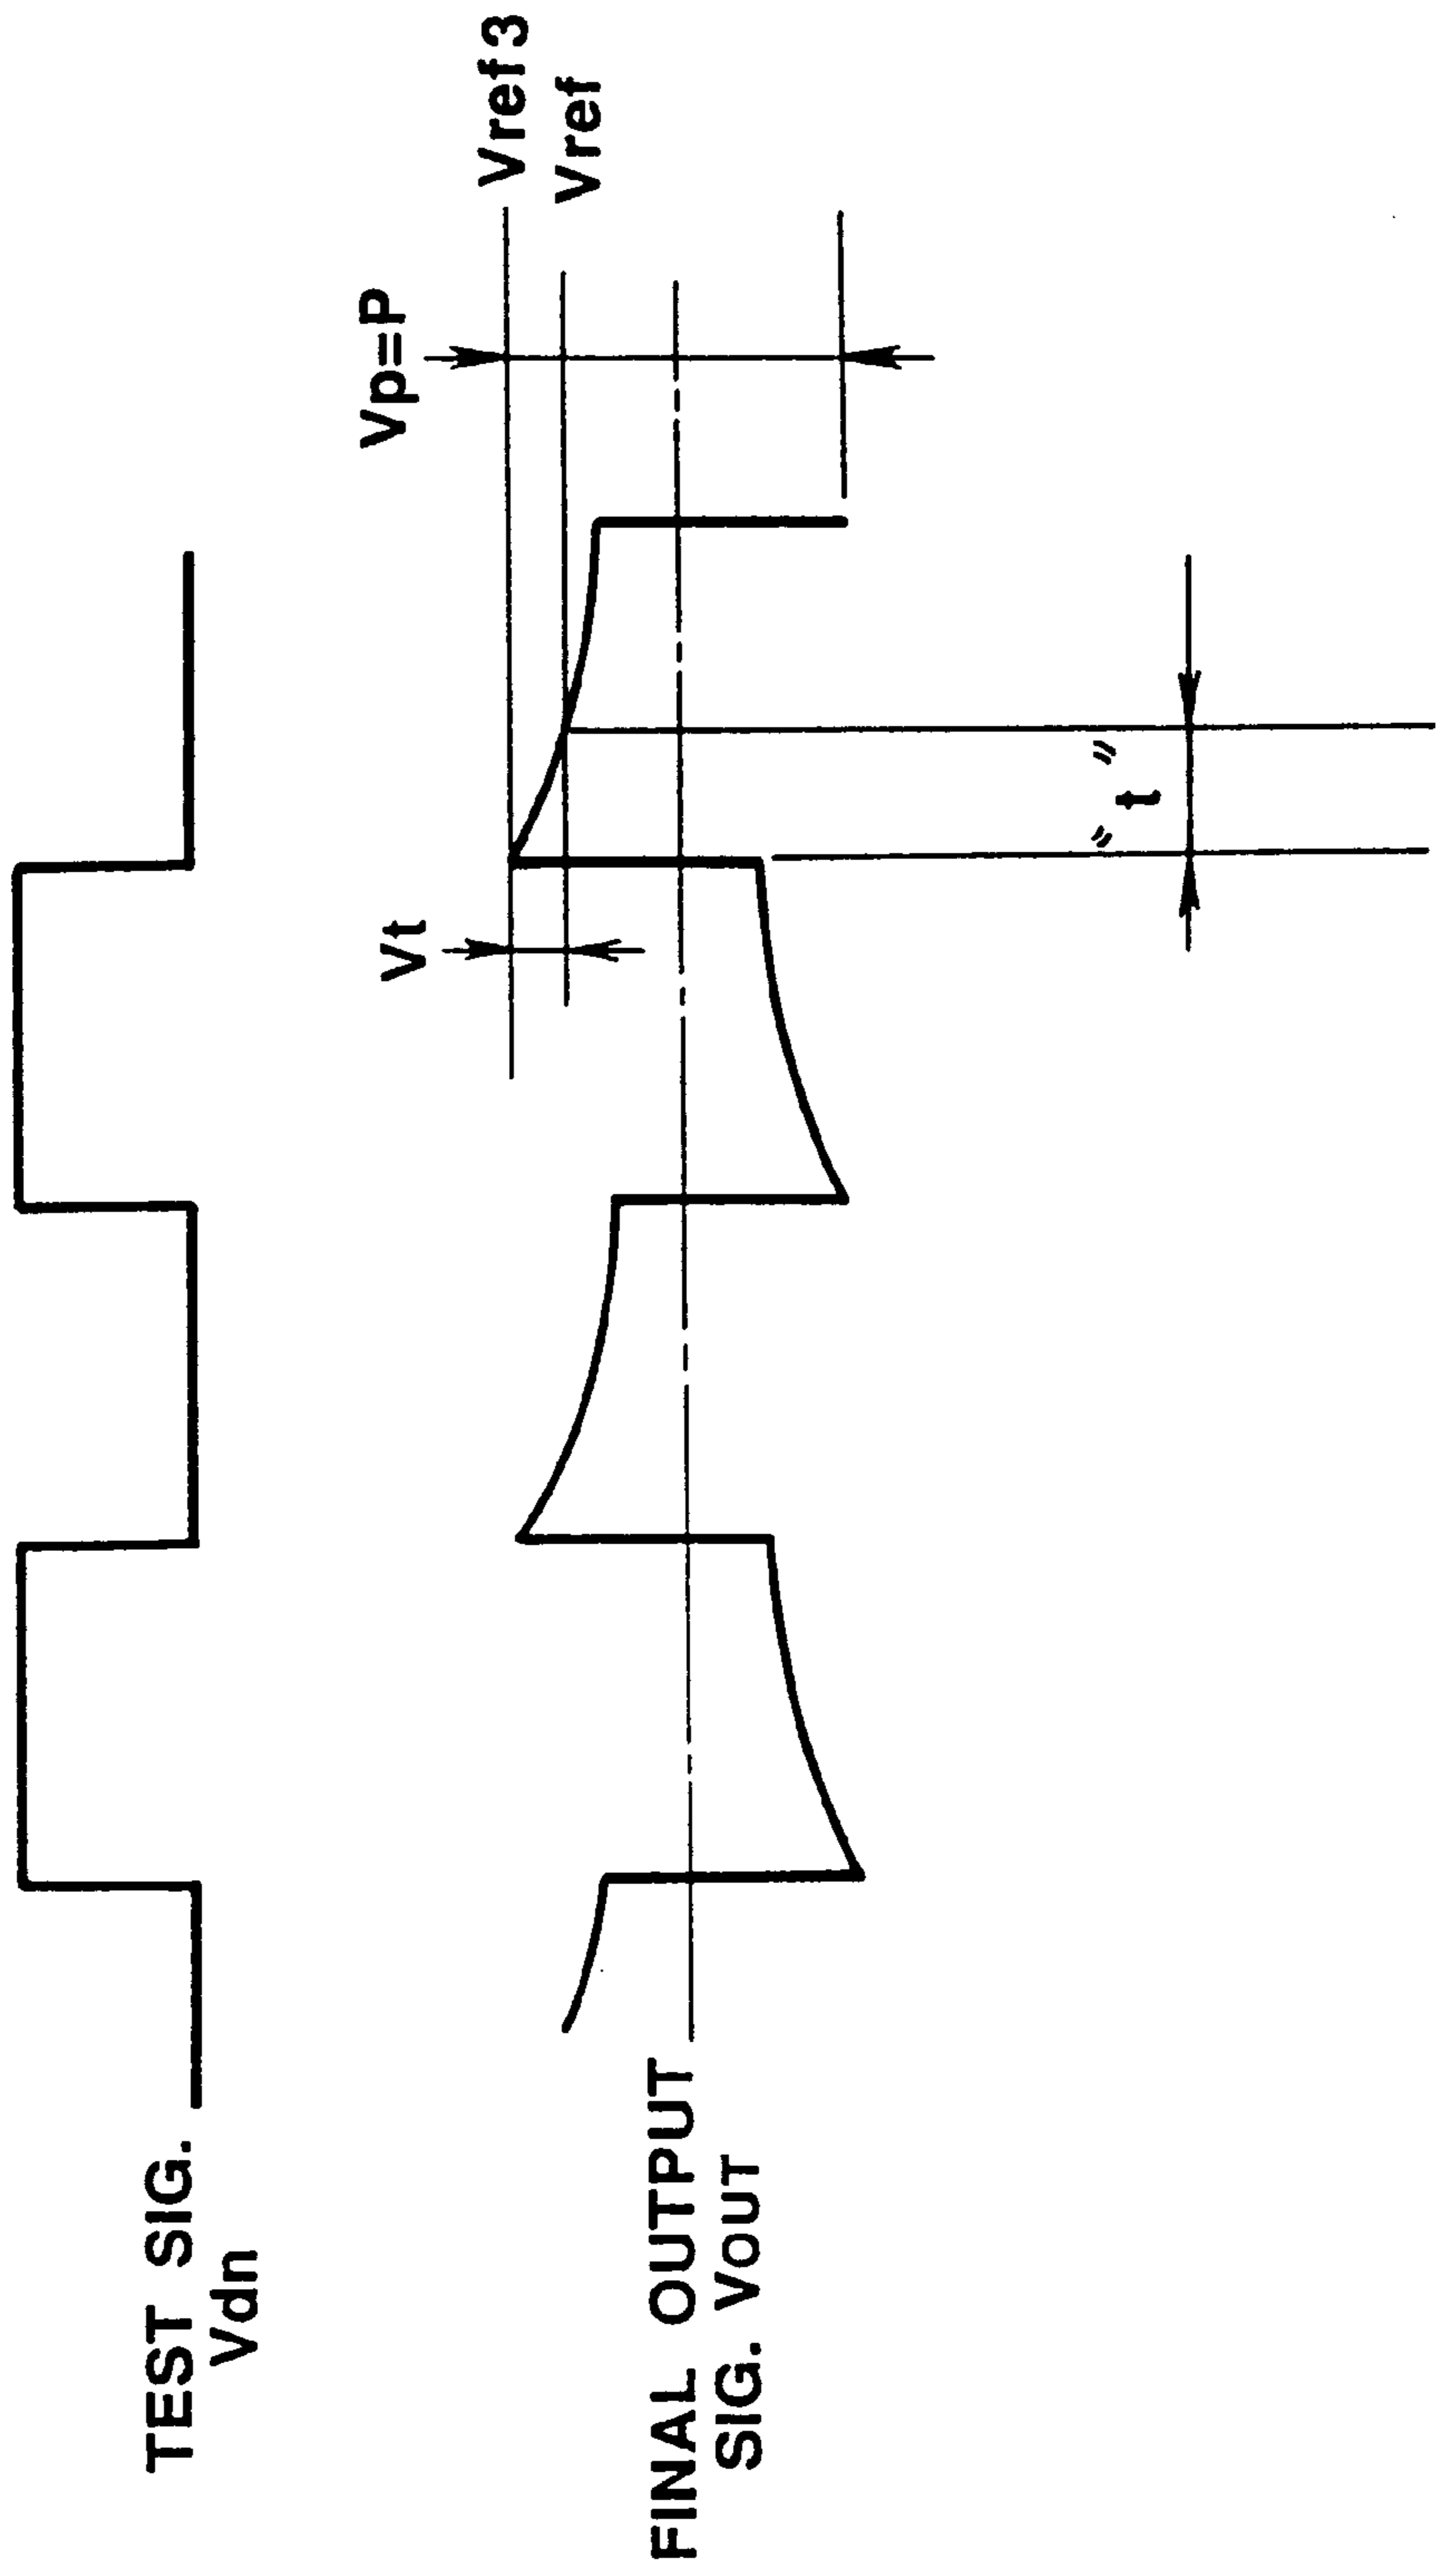 TEST SIG.
Vdn
FINAL OUTPUT
SIG. VOUT
Vt
Vp=P
Vref3
Vref
"t"